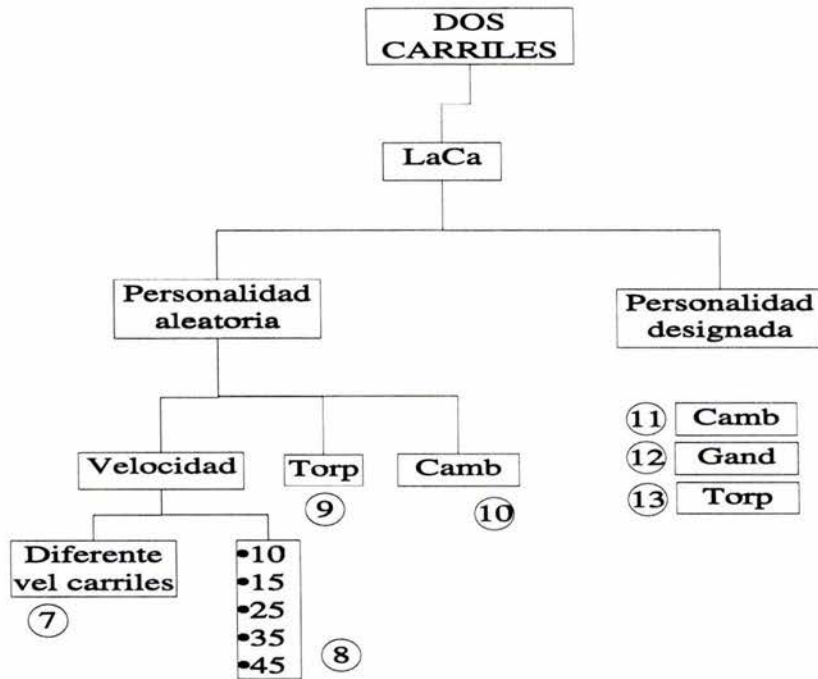 DOS
CARRILES
LaCa
Personalidad
aleatoria
Personalidad
designada
Velocidad
Torp
9
Camb
10
11 Camb
12 Gand
13 Torp
Diferente
vel carriles
7
•10
•15
•25
•35
•45
8